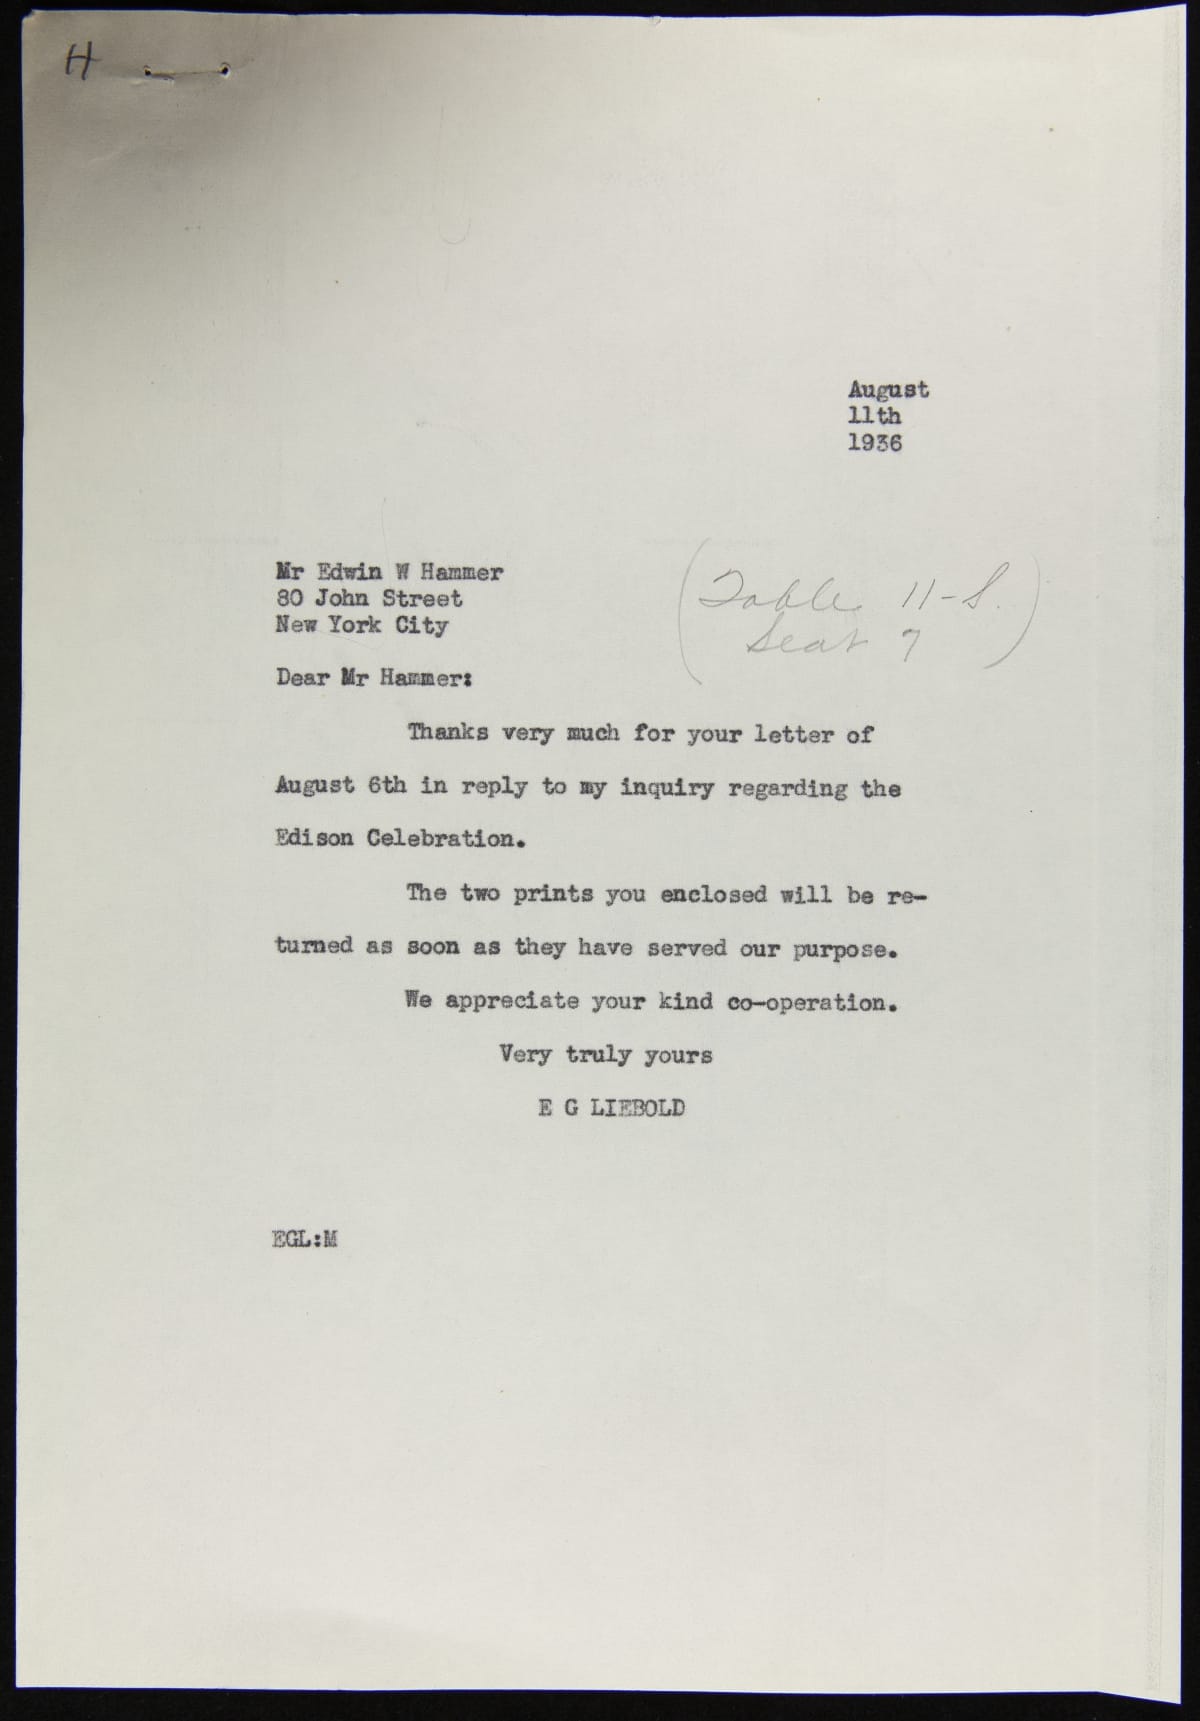 H
August
11th
1936
Mr Edwin W Hammer
80 John Street
New York City
(Table 11-S.
Seat 7)
Dear Mr Hammer:
Thanks very much for your letter of
August 6th in reply to my inquiry regarding the
Edison Celebration.
The two prints you enclosed will be re-
turned as soon as they have served our purpose.
We appreciate your kind co-operation.
Very truly yours
E G LIEBOLD
EGL:M